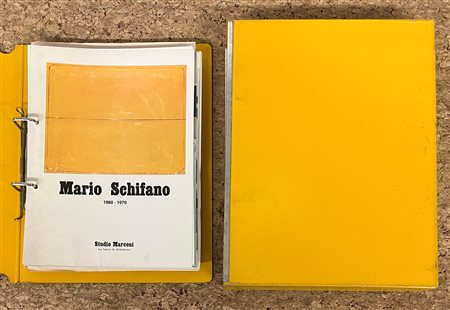 Mario Schifano
1960 - 1970
Studio Marconi